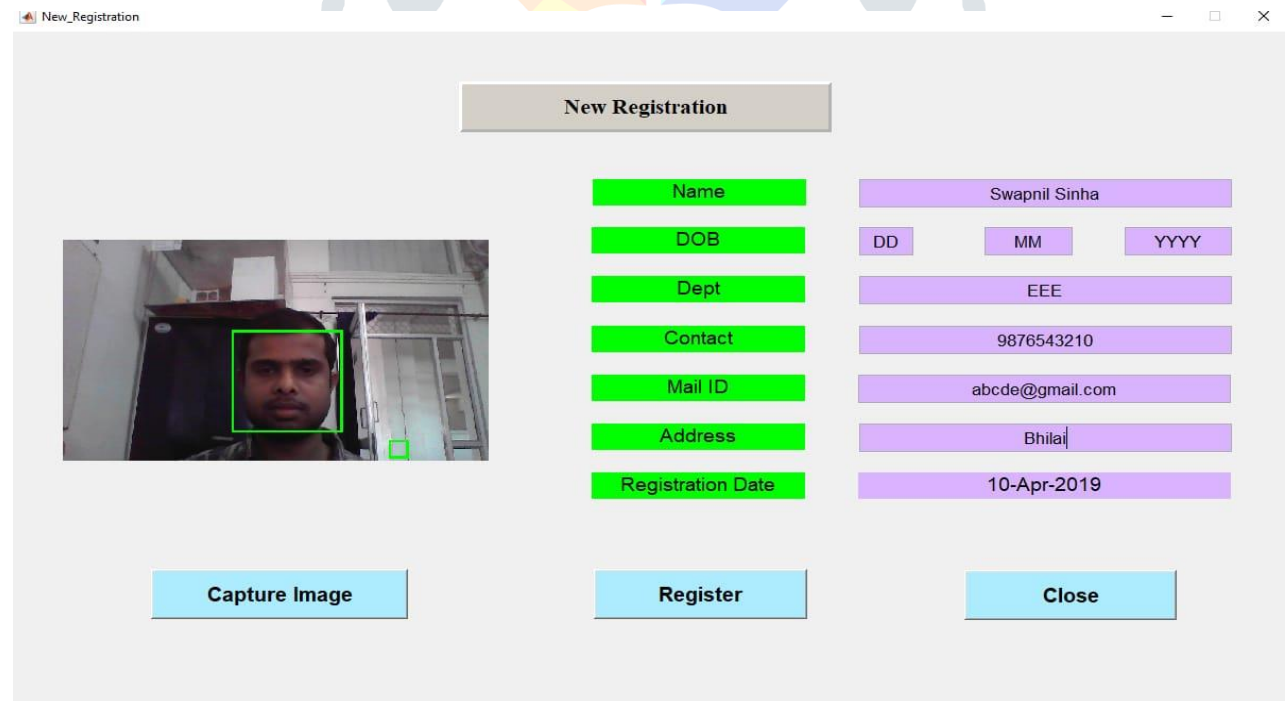 New_Registration
New Registration
Name Swapnil Sinha
DOB DD MM YYYY
Dept EEE
Contact 9876543210
Mail ID abcde@gmail.com
Address Bhilai
Registration Date 10-Apr-2019
Capture Image Register Close